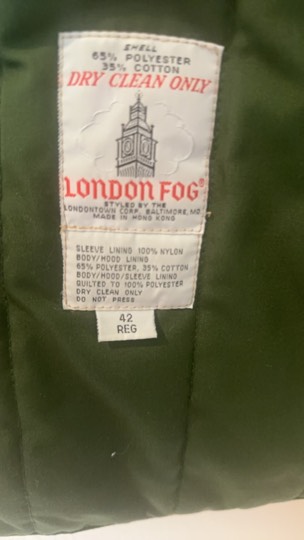 SHELL
65% POLYESTER
35% COTTON
DRY CLEAN ONLY
LONDON FOG®
STYLED BY THE
LONDONTOWN CORP. BALTIMORE, MD.
MADE IN HONG KONG
SLEEVE LINING 100% NYLON
BODY/HOOD LINING
65% POLYESTER, 35% COTTON
BODY/HOOD/SLEEVE LINING
QUILTED TO 100% POLYESTER
DRY CLEAN ONLY
DO NOT PRESS
42
REG